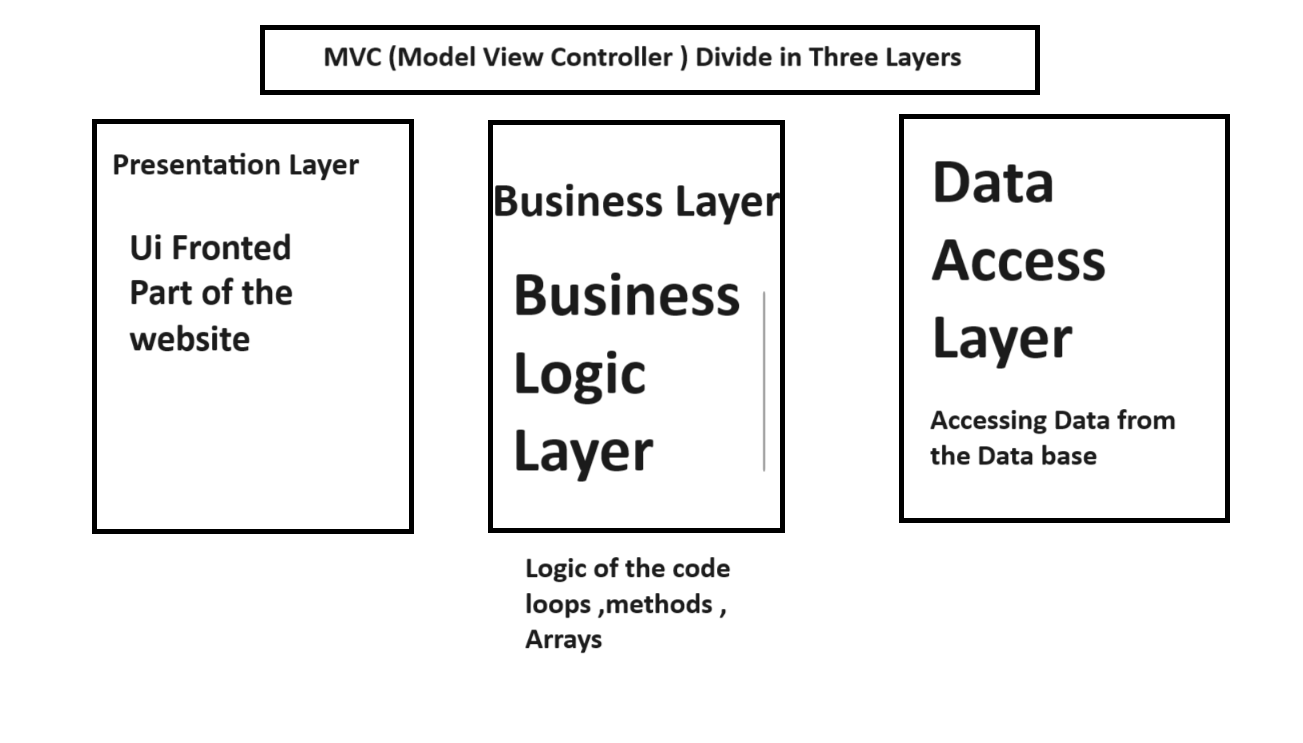 MVC (Model View Controller ) Divide in Three Layers
Presentation Layer
Ui Fronted
Part of the
website
Business Layer
Business
Logic
Layer
Logic of the code
loops ,methods ,
Arrays
Data
Access
Layer
Accessing Data from
the Data base